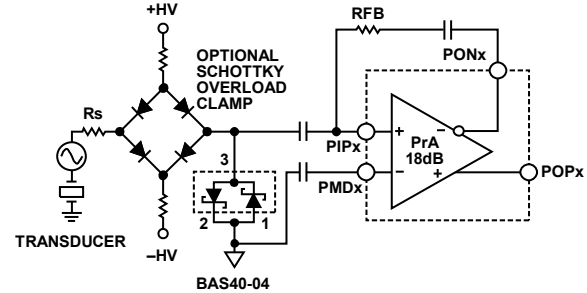 +HV
RFB
OPTIONAL
SCHOTTKY
OVERLOAD
CLAMP
PONx
Rs
+
–
PrA
18dB
PIPx
3
POPx
–
+
PMDx
2
1
TRANSDUCER
–HV
BAS40-04